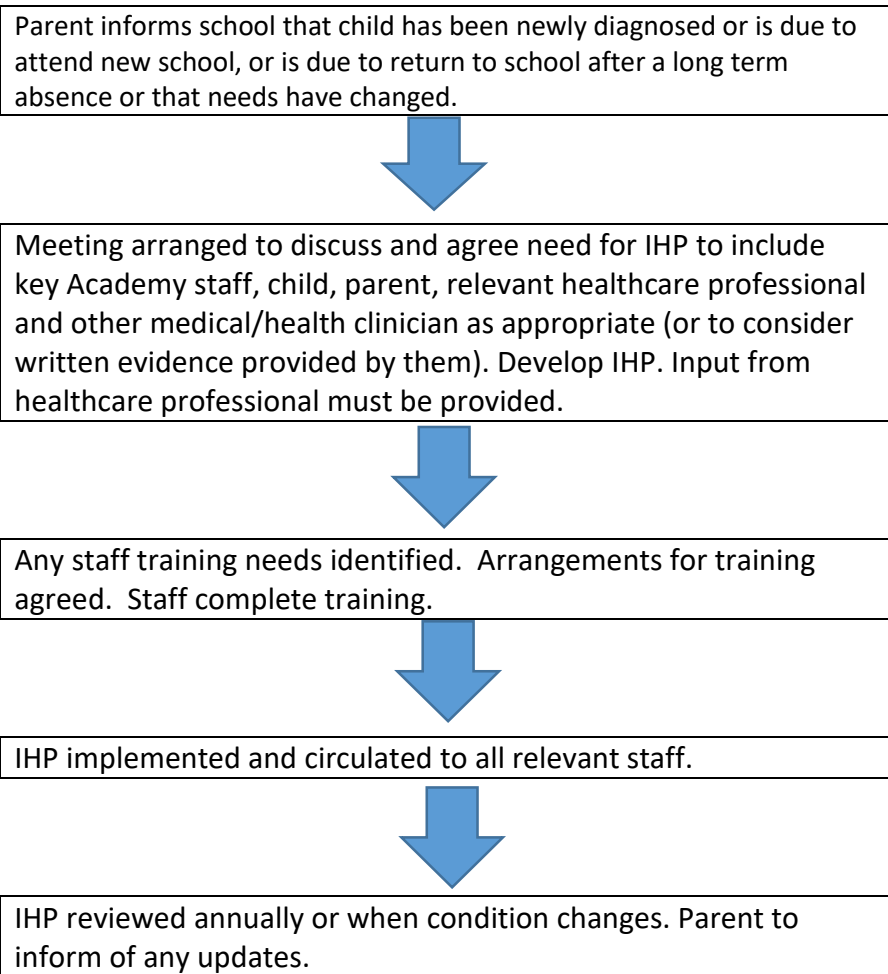 Parent informs school that child has been newly diagnosed or is due to
attend new school, or is due to return to school after a long term
absence or that needs have changed.
Meeting arranged to discuss and agree need for IHP to include
key Academy staff, child, parent, relevant healthcare professional
and other medical/health clinician as appropriate (or to consider
written evidence provided by them). Develop IHP. Input from
healthcare professional must be provided.
Any staff training needs identified.  Arrangements for training
agreed.  Staff complete training.
IHP implemented and circulated to all relevant staff.
IHP reviewed annually or when condition changes. Parent to
inform of any updates.